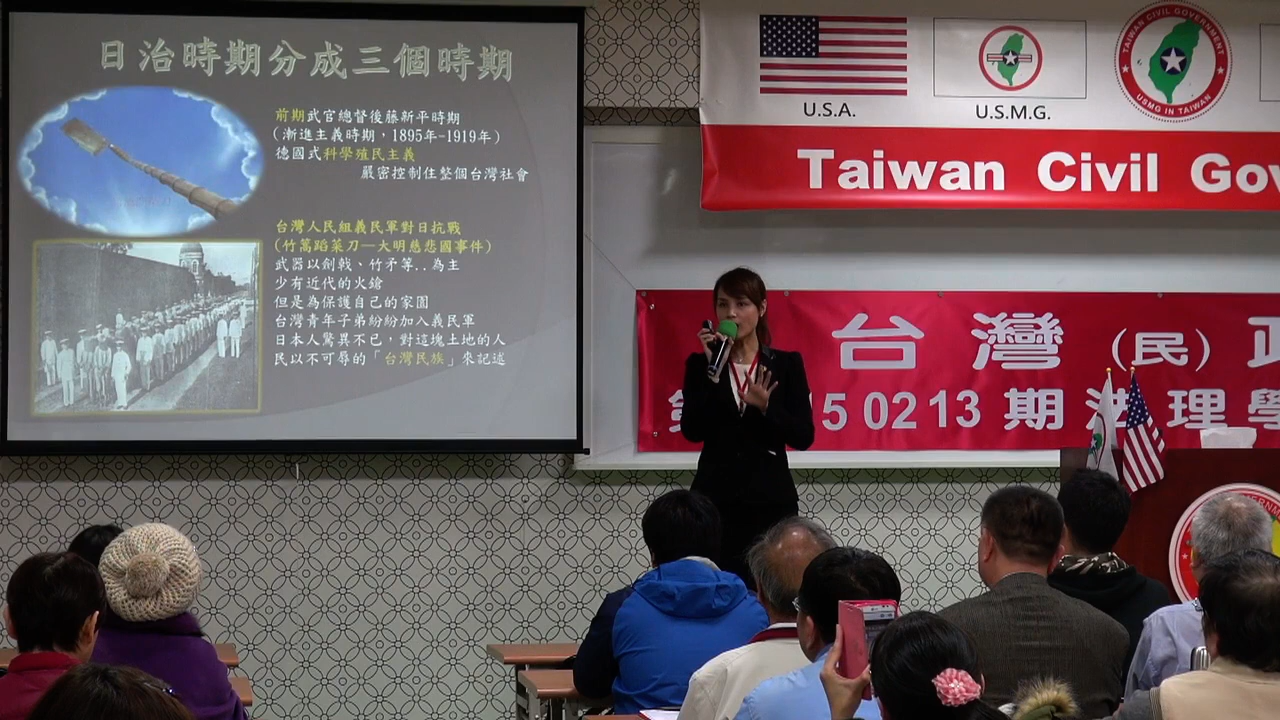 日治時期分成三個時期
前期武官總督後藤新平時期
(漸進主義時期，1895年-1919年)
德國式科學殖民主義
嚴密控制住整個台灣社會
台灣人民組義民軍對日抗戰
(竹篙蹈菜刀—大明慈悲國事件)
武器以劍戟、竹矛等..為主
少有近代的火鎗
但是為保護自己的家園
台灣青年子弟紛紛加入義民軍
日本人驚異不已，對這塊土地的人
民以不可辱的「台灣民族」來記述
U.S.A.
U.S.M.G.
TAIWAN CIVIL GOVERNMENT
USMG IN TAIWAN
Taiwan Civil Gov
台灣(民)政
第 150213 期 法理學